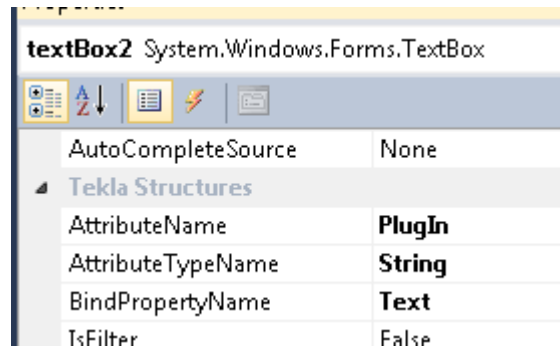 textBox2 System.Windows.Forms.TextBox
AutoCompleteSource None
Tekla Structures
AttributeName PlugIn
AttributeTypeName String
BindPropertyName Text
IsFilter False